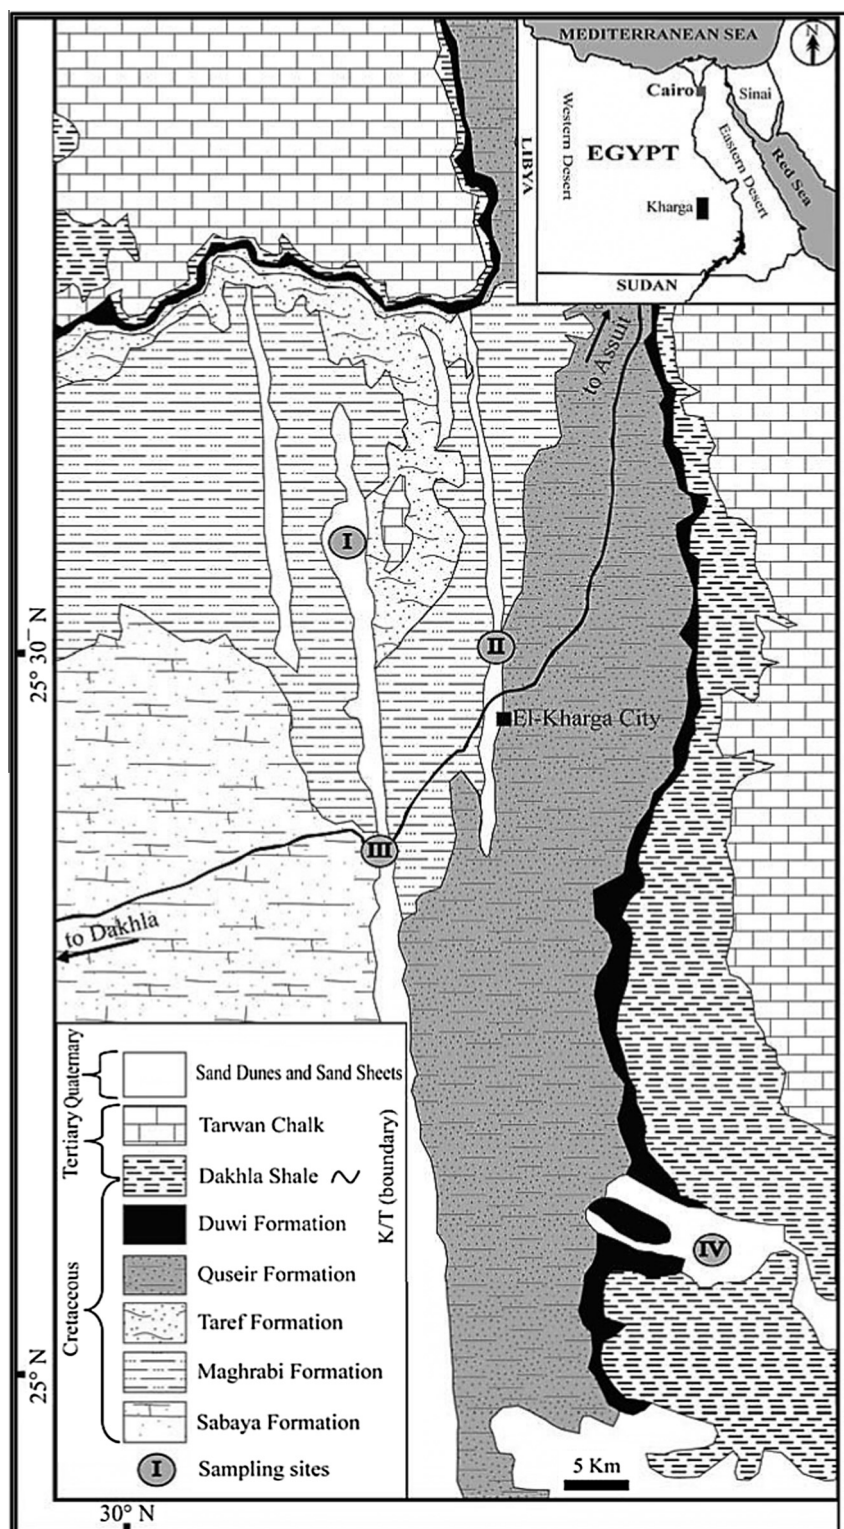 MEDITERRANEAN SEA
N
Cairo
Sinai
LIBYA
Western Desert
EGYPT
Eastern Desert
Red Sea
Kharga
SUDAN
to Assuit
I
25° 30¯ N
II
El-Kharga City
III
to Dakhla
Quaternary
Sand Dunes and Sand Sheets
Tertiary
Tarwan Chalk
Dakhla Shale
K/T (boundary)
Duwi Formation
IV
Cretaceous
Quseir Formation
Taref Formation
Maghrabi Formation
Sabaya Formation
25° N
I
Sampling sites
5 Km
30° N